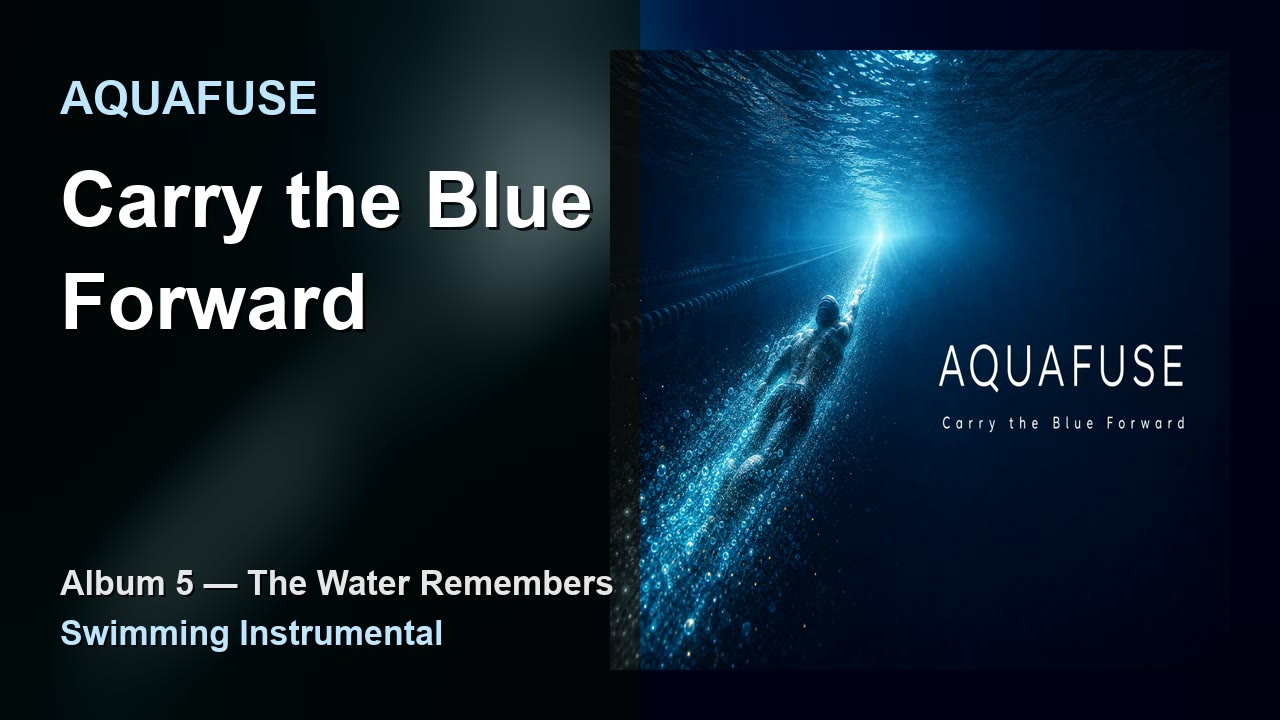 AQUAFUSE
Carry the Blue
Forward
Album 5 — The Water Remembers
Swimming Instrumental
AQUAFUSE
Carry the Blue Forward